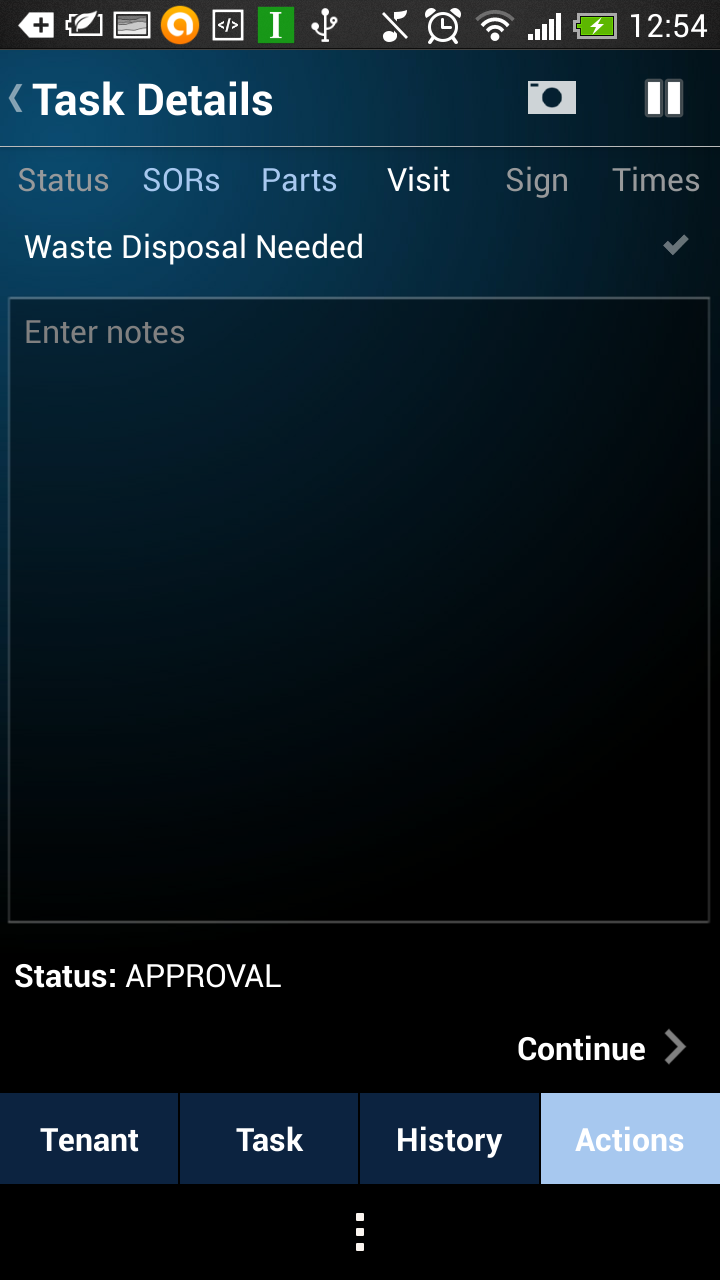 12:54
Task Details
Status SORs Parts Visit Sign Times
Waste Disposal Needed
Enter notes
Status: APPROVAL
Continue
Tenant Task History Actions